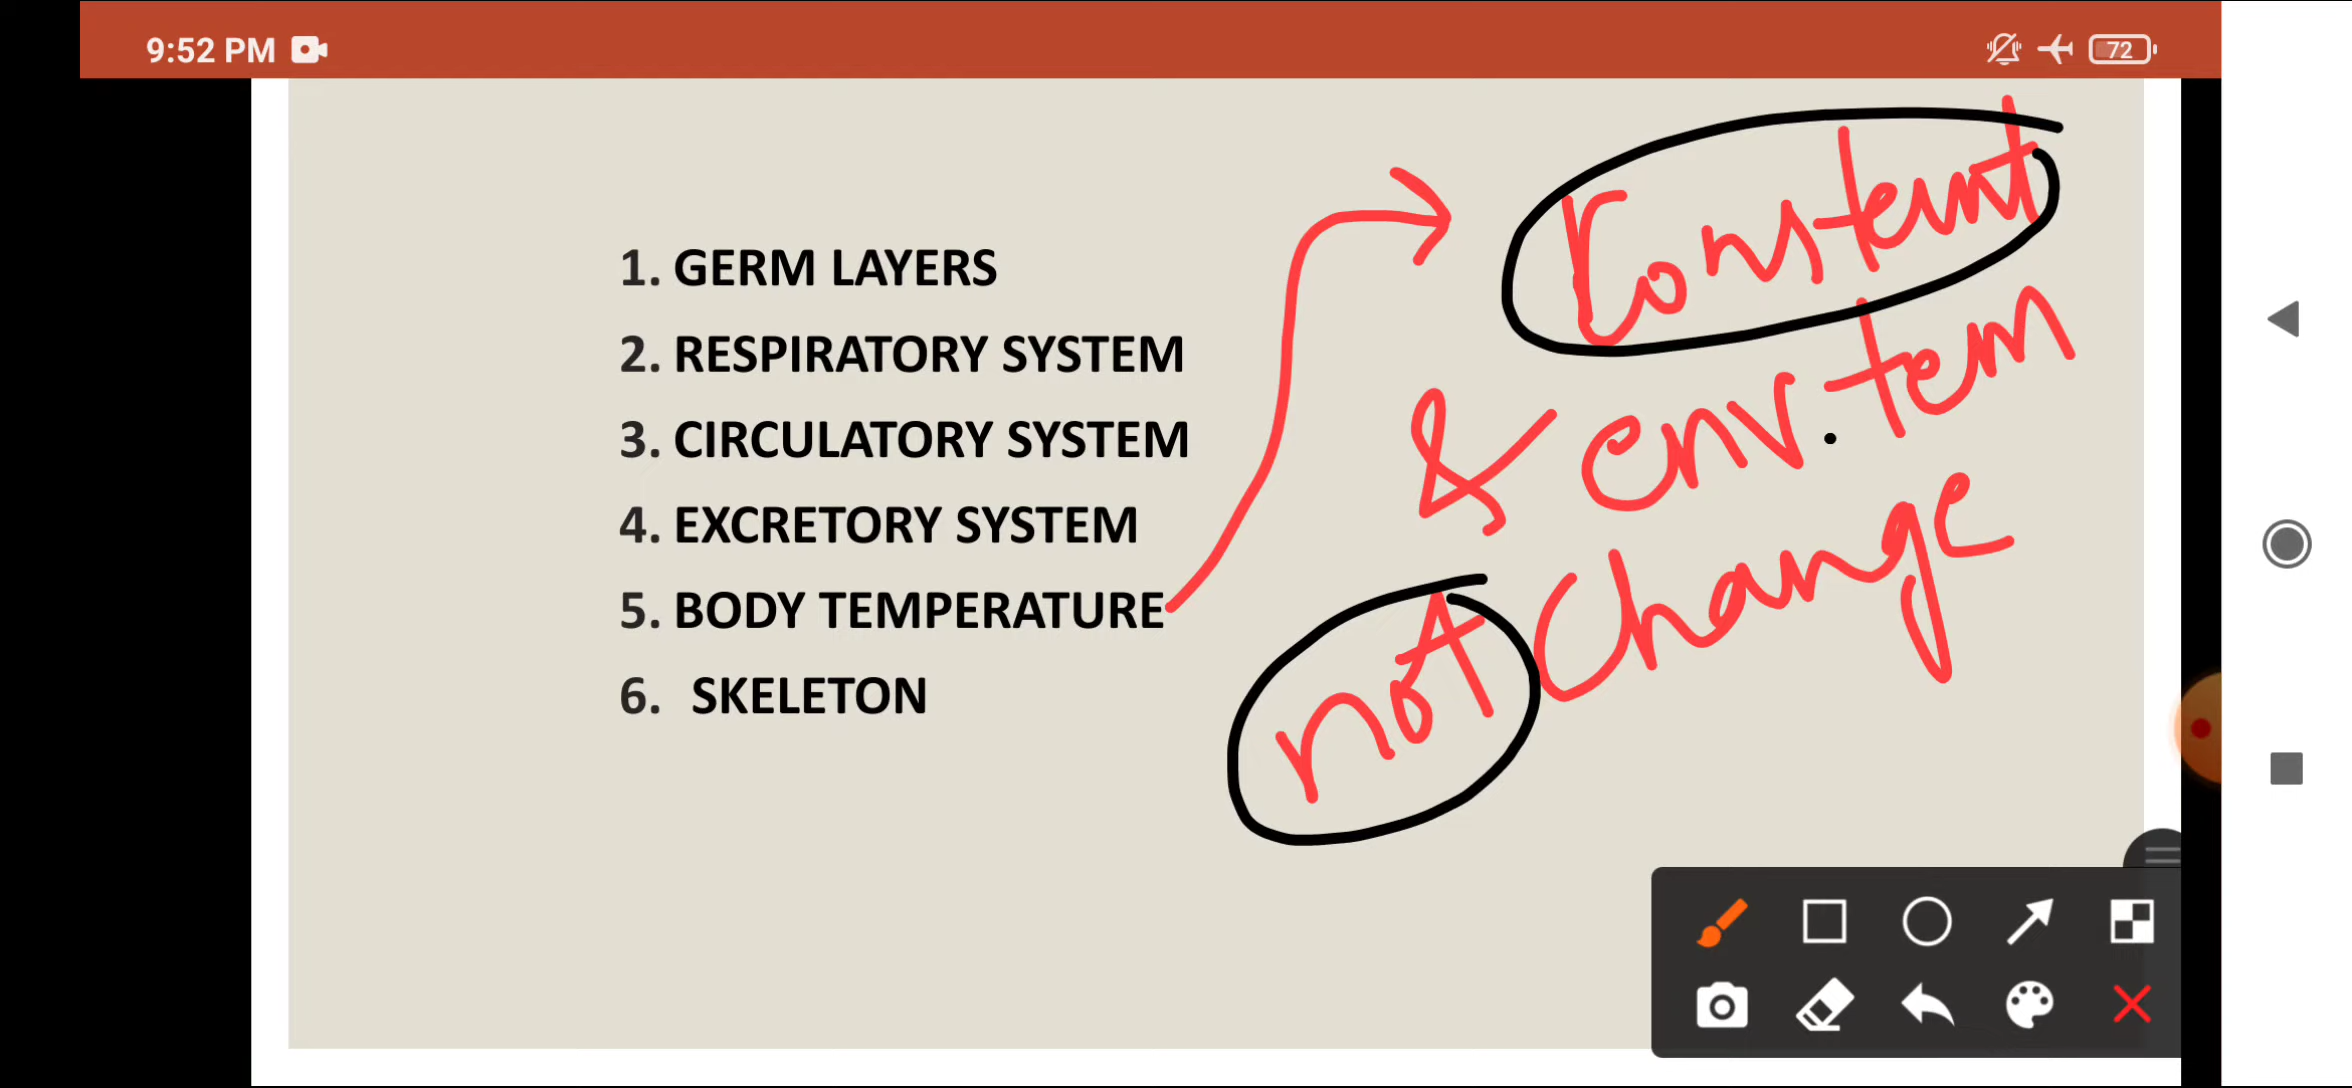 9:52 PM
72
1. GERM LAYERS
2. RESPIRATORY SYSTEM
3. CIRCULATORY SYSTEM
4. EXCRETORY SYSTEM
5. BODY TEMPERATURE
6. SKELETON
Constant
& env. tem
not change